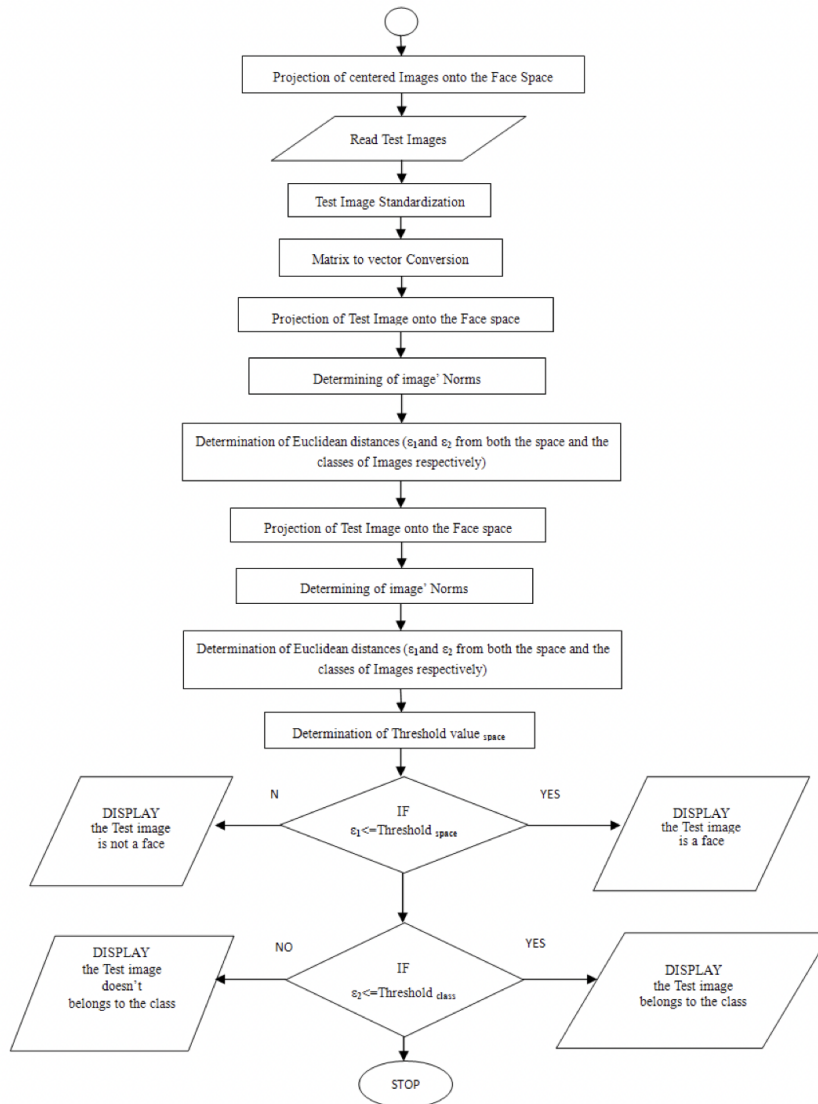 Projection of centered Images onto the Face Space
Read Test Images
Test Image Standardization
Matrix to vector Conversion
Projection of Test Image onto the Face space
Determining of image' Norms
Determination of Euclidean distances (ε₁and ε₂ from both the space and the
classes of Images respectively)
Projection of Test Image onto the Face space
Determining of image' Norms
Determination of Euclidean distances (ε₁and ε₂ from both the space and the
classes of Images respectively)
Determination of Threshold value space
N
YES
DISPLAY
the Test image
is not a face
IF
ε₁<=Threshold space
DISPLAY
the Test image
is a face
NO
YES
DISPLAY
the Test image
doesn't
belongs to the class
IF
ε₂<=Threshold class
DISPLAY
the Test image
belongs to the class
STOP